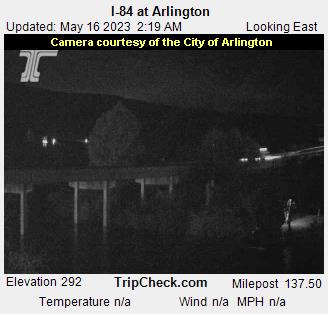 I-84 at Arlington
Updated: May 16 2023 2:19 AM Looking East
Camera courtesy of the City of Arlington
Elevation 292 TripCheck.com Milepost 137.50
Temperature n/a Wind n/a MPH n/a